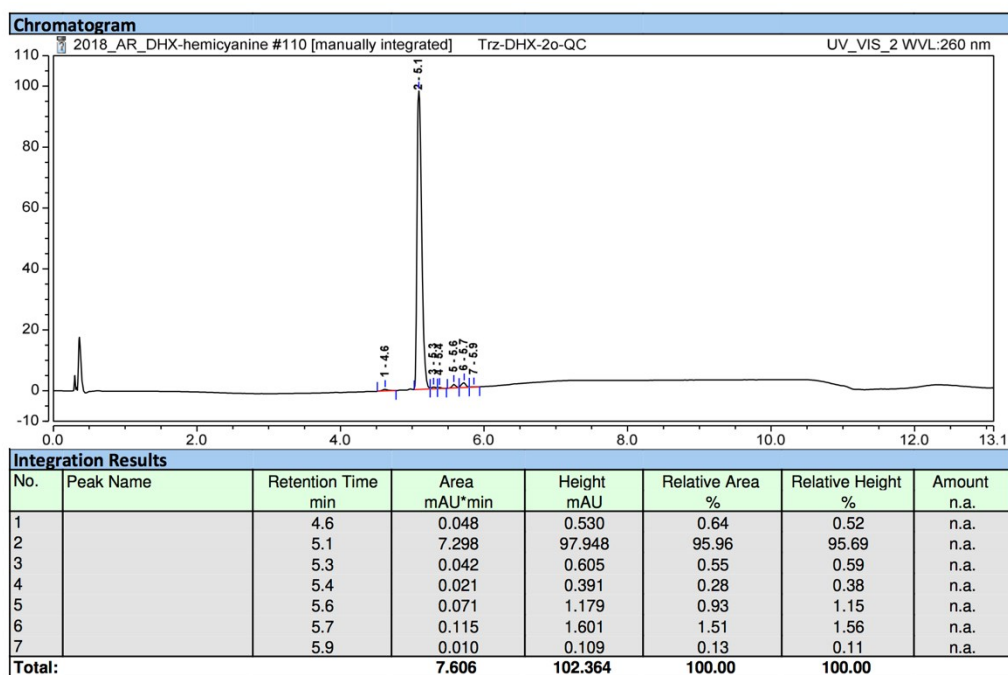 Chromatogram
2018_AR_DHX-hemicyanine #110 [manually integrated] Trz-DHX-2o-QC UV_VIS_2 WVL:260 nm
110
100
80
60
40
20
0
-10
2 - 5.1
1 - 4.6
3 - 5.3
4 - 5.4
5 - 5.6
6 - 5.7
7 - 5.9
0.0 2.0 4.0 6.0 8.0 10.0 12.0 13.1
Integration Results
No. Peak Name Retention Time Area Height Relative Area Relative Height Amount
min mAU*min mAU % % n.a.
1 4.6 0.048 0.530 0.64 0.52 n.a.
2 5.1 7.298 97.948 95.96 95.69 n.a.
3 5.3 0.042 0.605 0.55 0.59 n.a.
4 5.4 0.021 0.391 0.28 0.38 n.a.
5 5.6 0.071 1.179 0.93 1.15 n.a.
6 5.7 0.115 1.601 1.51 1.56 n.a.
7 5.9 0.010 0.109 0.13 0.11 n.a.
Total: 7.606 102.364 100.00 100.00